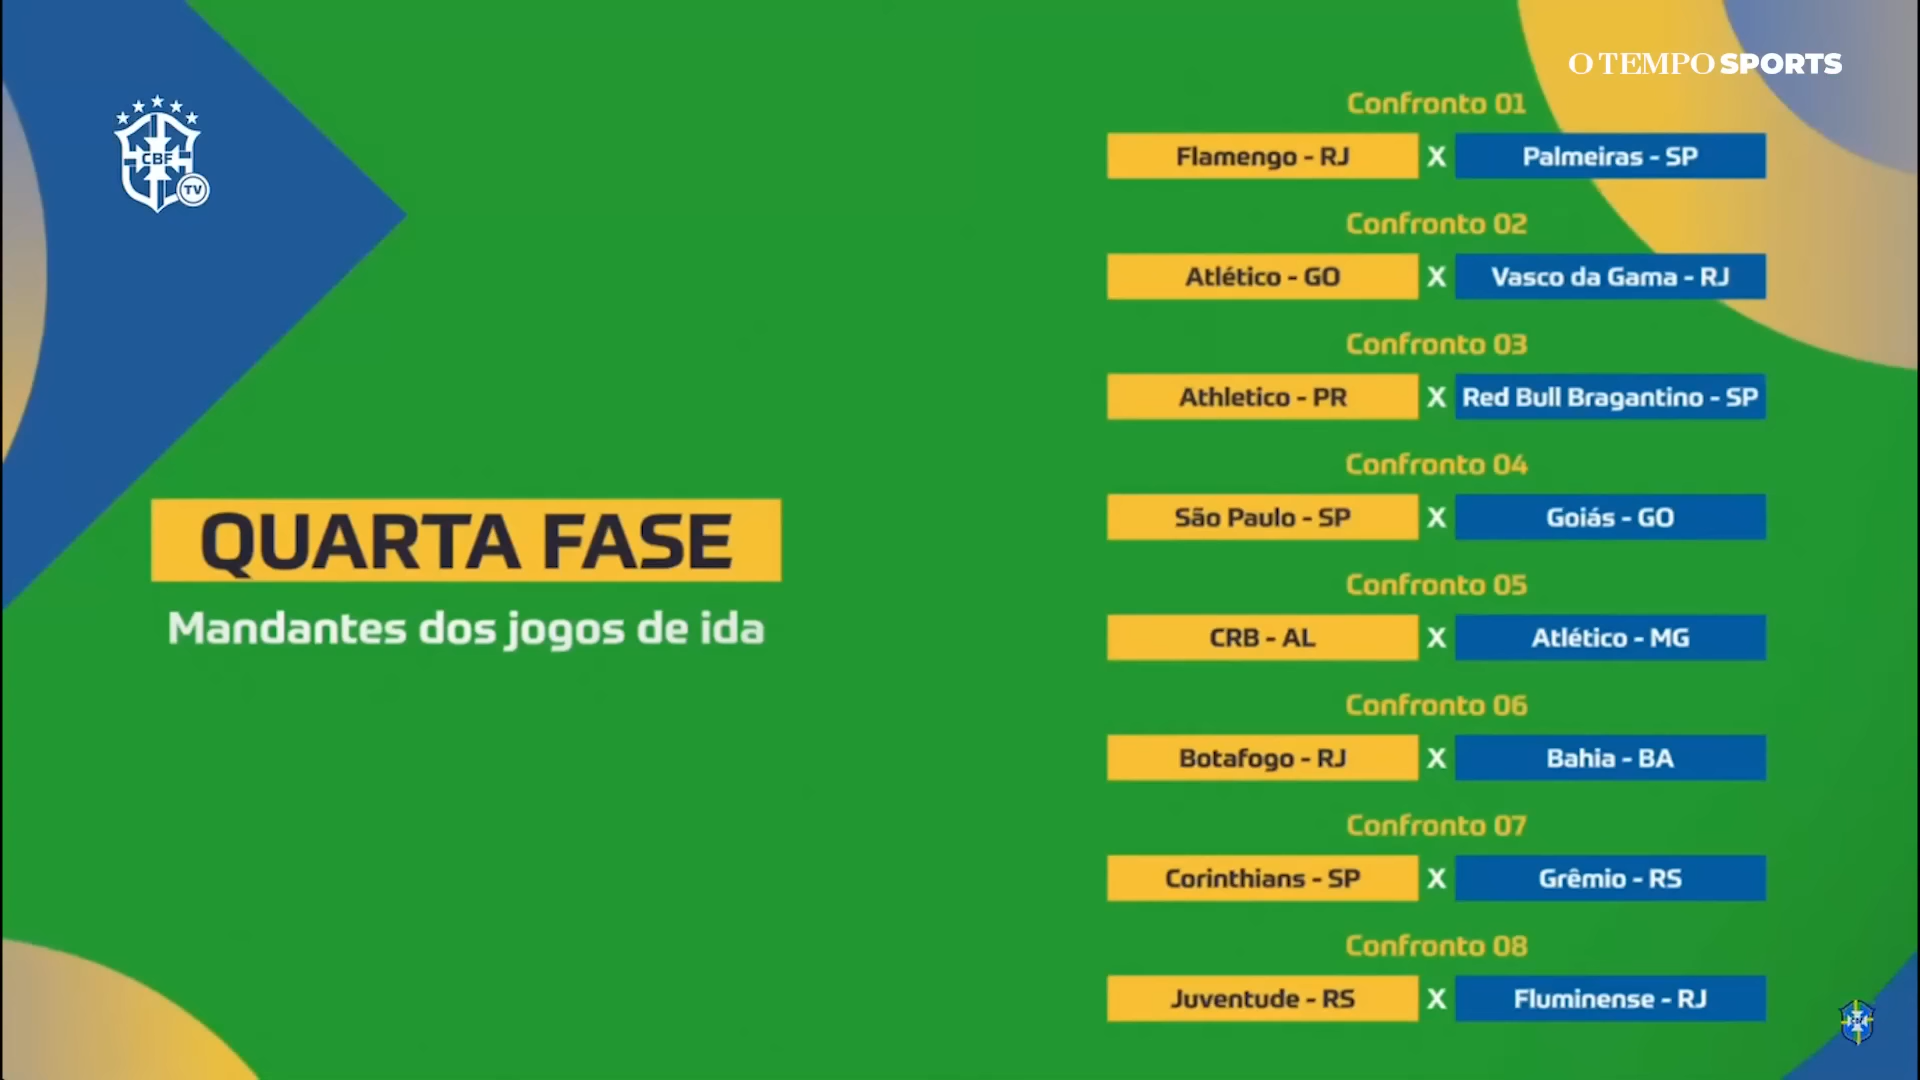 O TEMPO SPORTS
CBF
TV
QUARTA FASE
Mandantes dos jogos de ida
Confronto 01
Flamengo - RJ X Palmeiras - SP
Confronto 02
Atlético - GO X Vasco da Gama - RJ
Confronto 03
Athletico - PR X Red Bull Bragantino - SP
Confronto 04
São Paulo - SP X Goiás - GO
Confronto 05
CRB - AL X Atlético - MG
Confronto 06
Botafogo - RJ X Bahia - BA
Confronto 07
Corinthians - SP X Grêmio - RS
Confronto 08
Juventude - RS X Fluminense - RJ